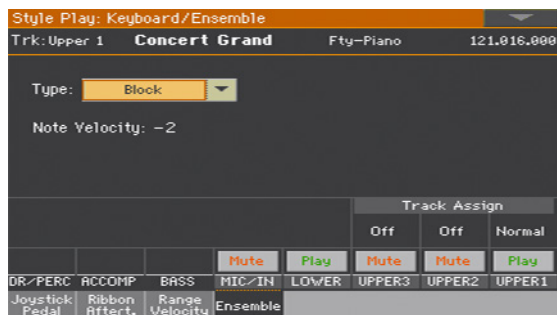 Style Play: Keyboard/Ensemble
Trk:Upper 1 Concert Grand Fty-Piano 121.016.000
Type: Block
Note Velocity: -2
Track Assign
Off Off Normal
Mute Play Mute Mute Play
DR/PERC ACCOMP BASS MIC/IN LOWER UPPER3 UPPER2 UPPER1
Joystick Ribbon Range Ensemble
Pedal Aftert. Velocity